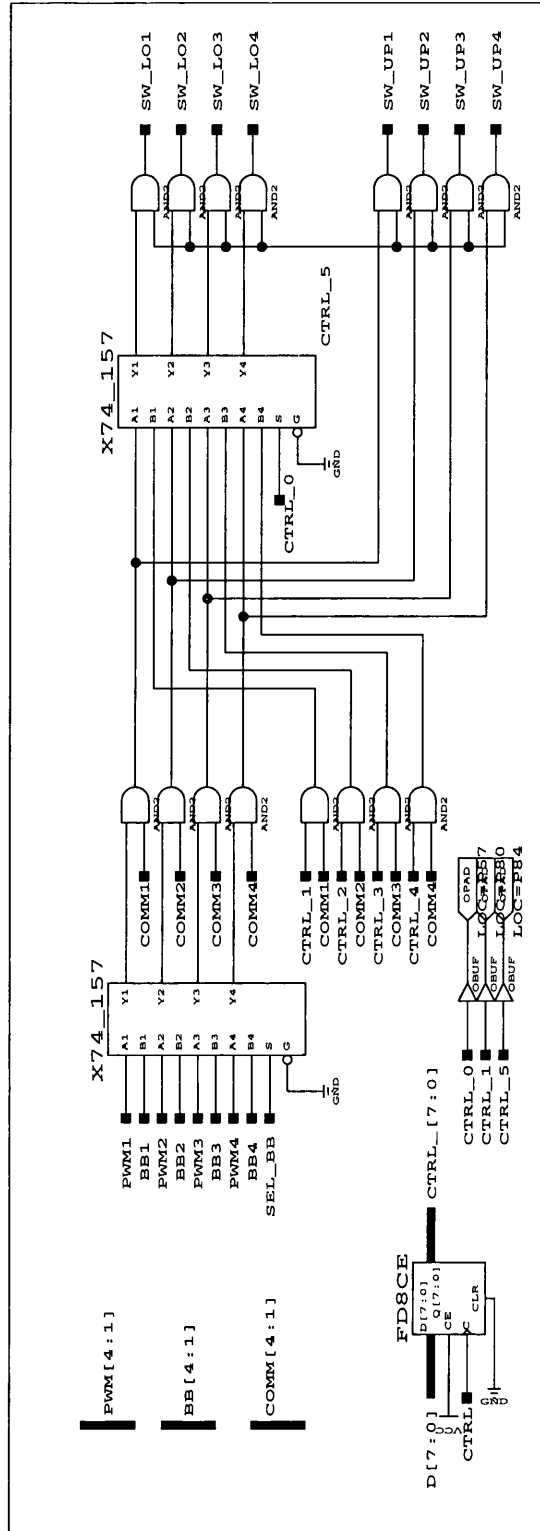 PWM[4:1]
BB[4:1]
COMM[4:1]
D[7:0]
VCC
CTRL
FD8CE
D[7:0]
Q[7:0]
CE
C
CLR
GND
CTRL_[7:0]
PWM1
BB1
PWM2
BB2
PWM3
BB3
PWM4
BB4
SEL_BB
X74_157
A1
B1
A2
B2
A3
B3
A4
B4
S
G
Y1
Y2
Y3
Y4
GND
COMM1
COMM2
COMM3
COMM4
AND2
AND2
AND2
AND2
CTRL_1
COMM1
CTRL_2
COMM2
CTRL_3
COMM3
CTRL_4
COMM4
AND2
AND2
AND2
AND2
CTRL_0
CTRL_1
CTRL_5
OBUF
OBUF
OBUF
OPAD
LOC=P57
LOC=P80
LOC=P84
X74_157
A1
B1
A2
B2
A3
B3
A4
B4
S
G
Y1
Y2
Y3
Y4
CTRL_0
GND
CTRL_5
AND2
AND2
AND2
AND2
AND2
AND2
AND2
AND2
SW_LO1
SW_LO2
SW_LO3
SW_LO4
SW_UP1
SW_UP2
SW_UP3
SW_UP4